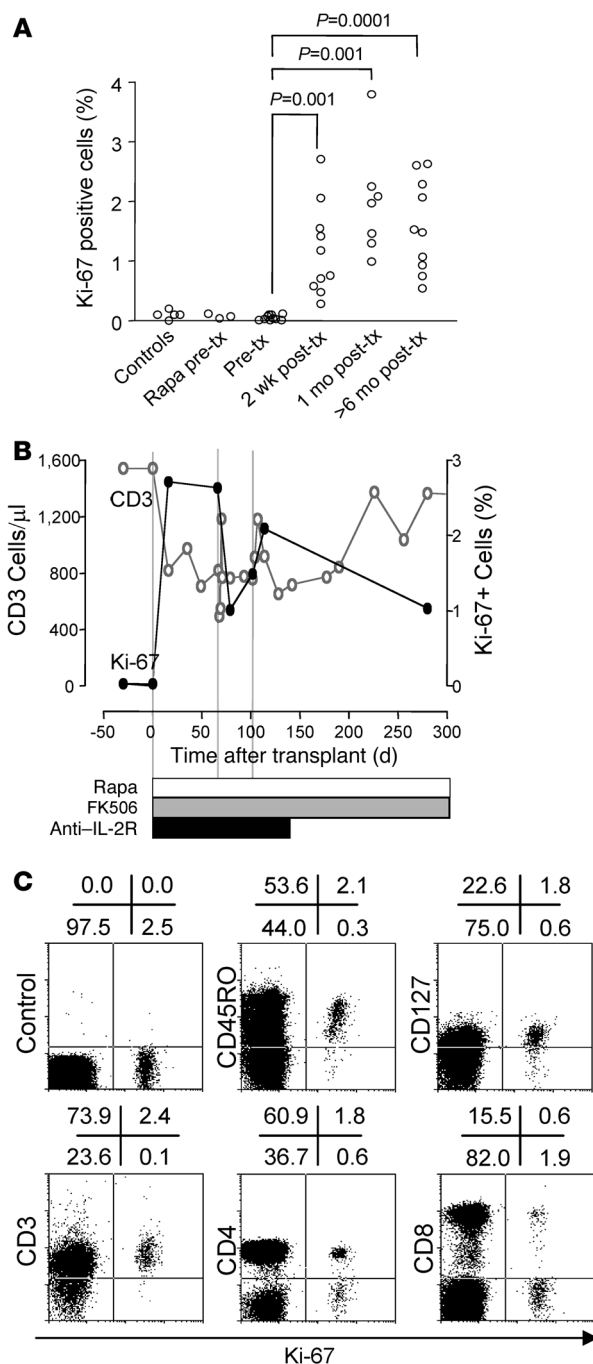 A
P=0.0001
P=0.001
P=0.001
Ki-67 positive cells (%)
4
3
2
1
0
Controls
Rapa pre-tx
Pre-tx
2 wk post-tx
1 mo post-tx
>6 mo post-tx
B
CD3 Cells/µl
1,600
1,200
800
400
0
CD3
Ki-67
3
2
1
0
Ki-67+ Cells (%)
-50 0 50 100 150 200 250 300
Time after transplant (d)
Rapa
FK506
Anti–IL-2R
C
0.0 0.0
97.5 2.5
Control
53.6 2.1
44.0 0.3
CD45RO
22.6 1.8
75.0 0.6
CD127
73.9 2.4
23.6 0.1
CD3
60.9 1.8
36.7 0.6
CD4
15.5 0.6
82.0 1.9
CD8
Ki-67